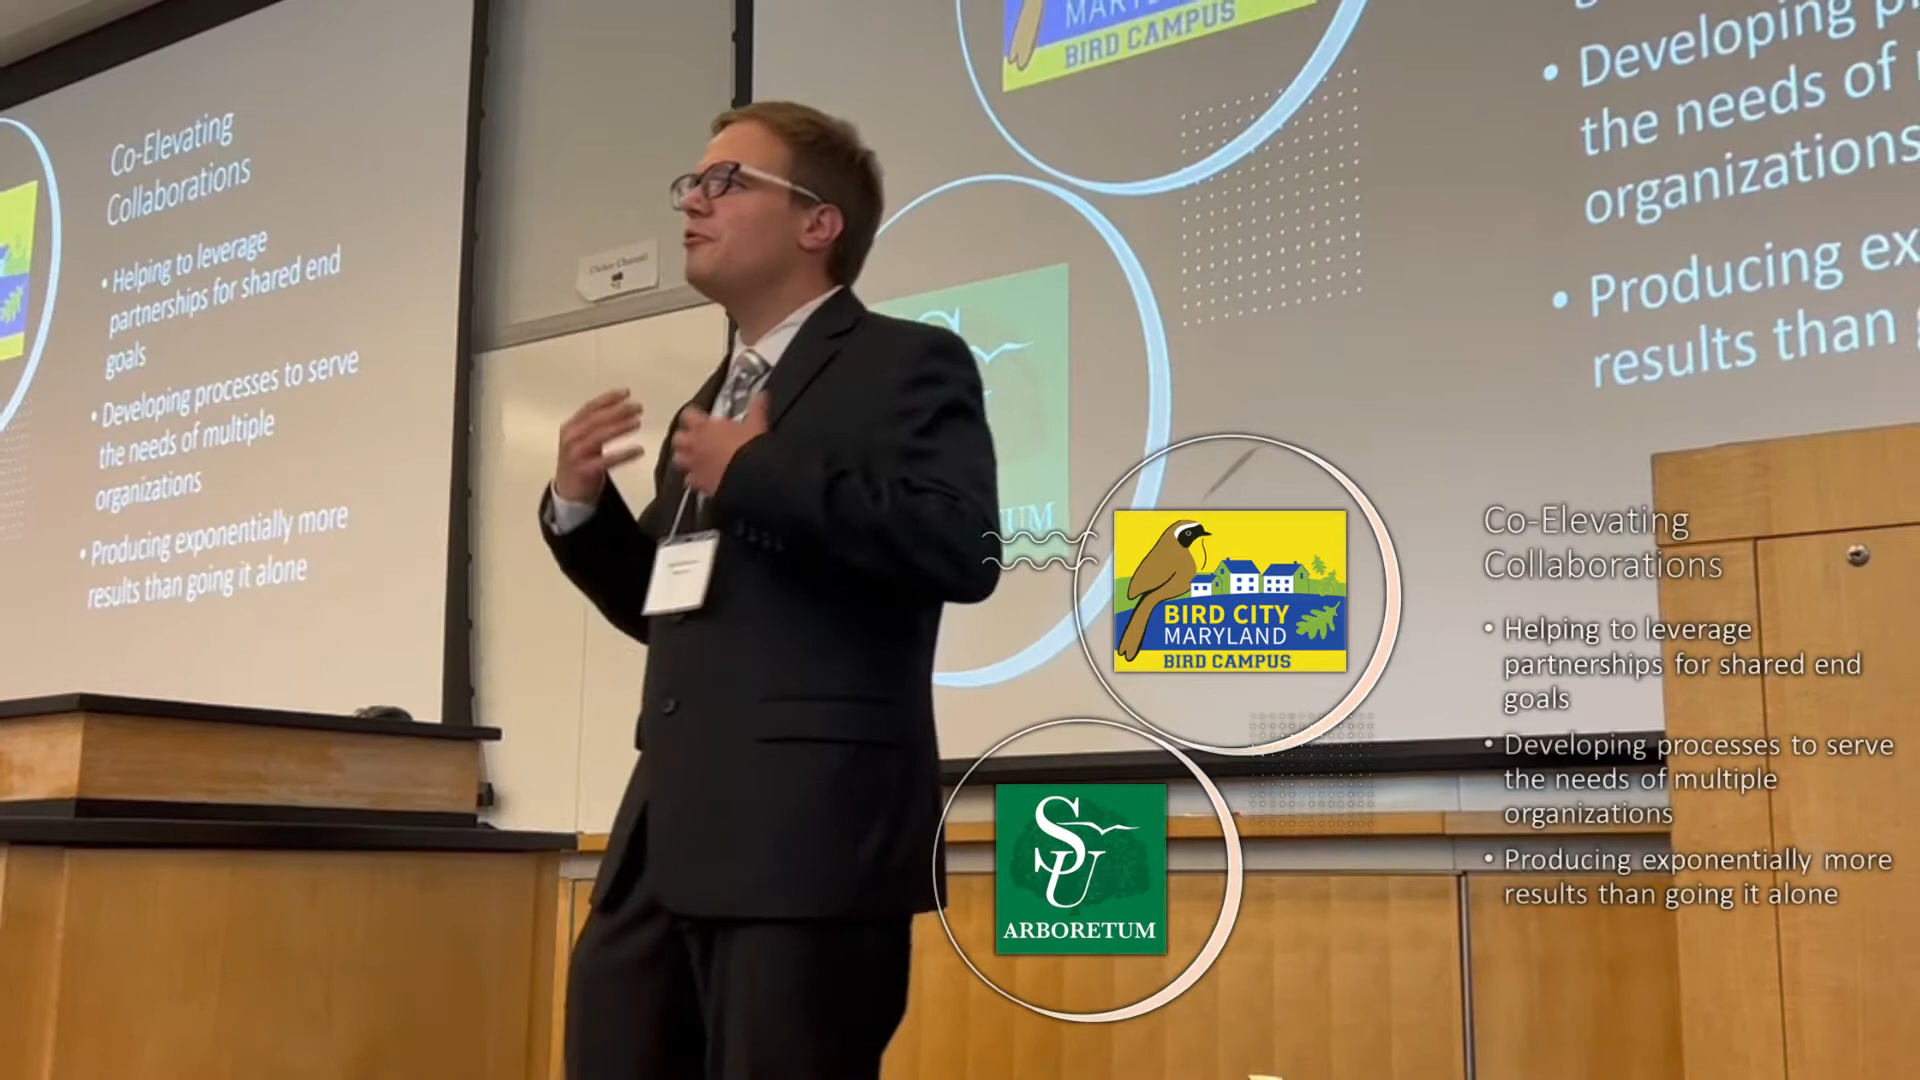 Co-Elevating
Collaborations
• Helping to leverage
partnerships for shared end
goals
• Developing processes to serve
the needs of multiple
organizations
• Producing exponentially more
results than going it alone
BIRD CAMPUS
• Developing
the needs of
organizations
• Producing ex
results than
SU
UM
BIRD CITY
MARYLAND
BIRD CAMPUS
SU
ARBORETUM
Co-Elevating
Collaborations
• Helping to leverage
partnerships for shared end
goals
• Developing processes to serve
the needs of multiple
organizations
• Producing exponentially more
results than going it alone